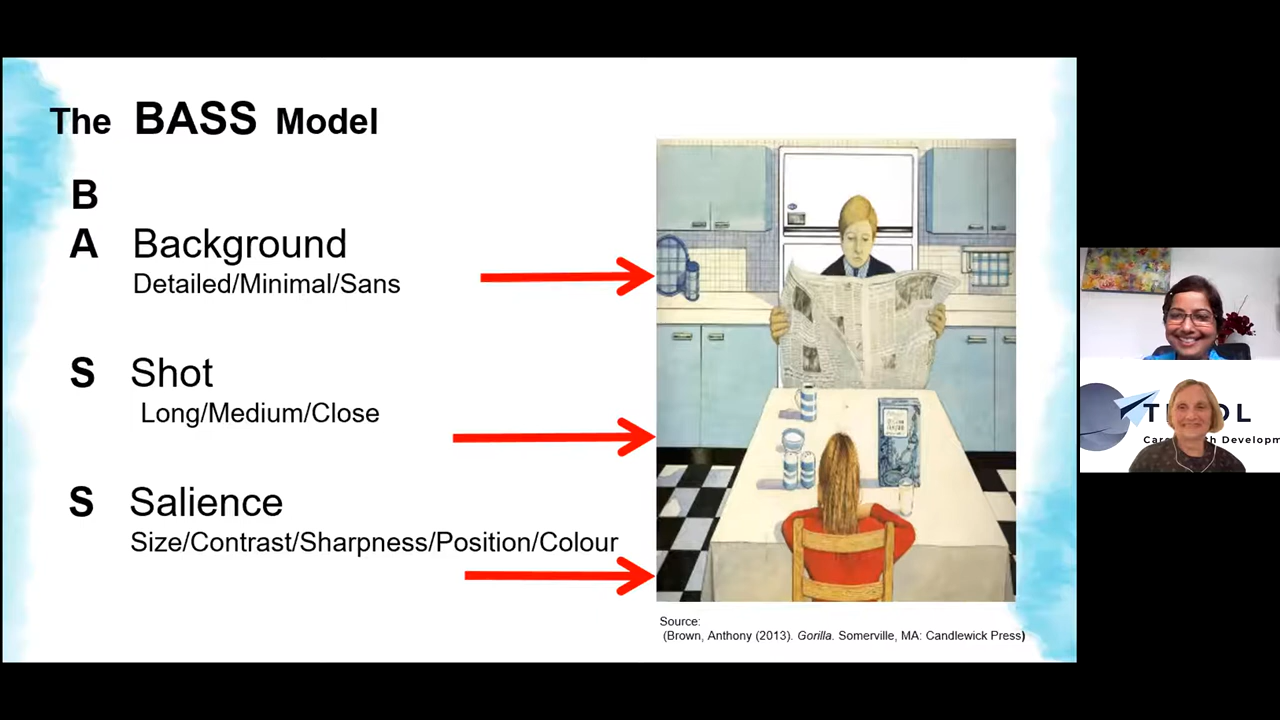 The BASS Model
B
A Background
Detailed/Minimal/Sans
S Shot
Long/Medium/Close
S Salience
Size/Contrast/Sharpness/Position/Colour
Source:
(Brown, Anthony (2013). Gorilla. Somerville, MA: Candlewick Press)